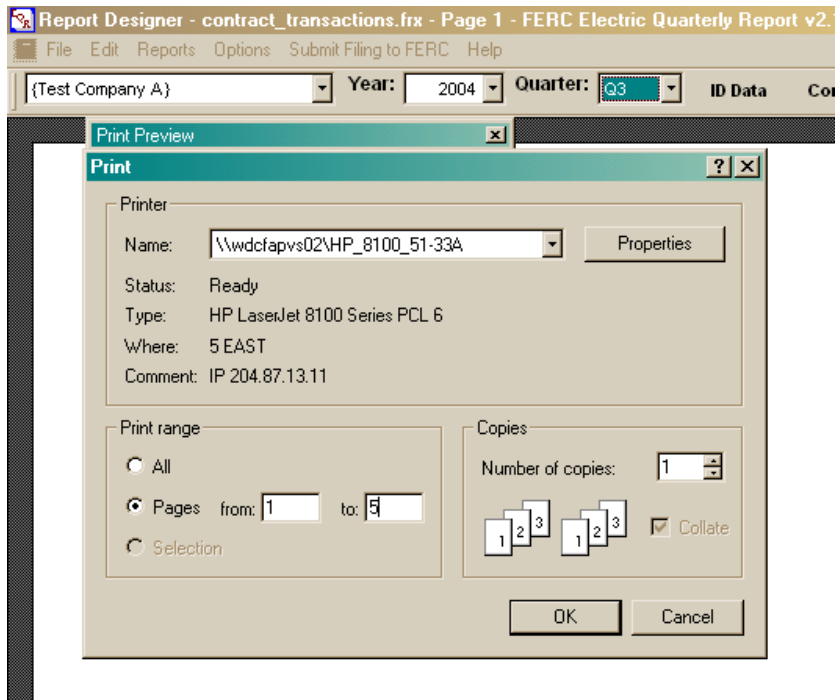 Report Designer - contract_transactions.frx - Page 1 - FERC Electric Quarterly Report v2.
File Edit Reports Options Submit Filing to FERC Help
{Test Company A} Year: 2004 Quarter: Q3 ID Data
Print Preview
Print
Printer
Name: \\wdcfapvs02\HP_8100_51-33A Properties
Status: Ready
Type: HP LaserJet 8100 Series PCL 6
Where: 5 EAST
Comment: IP 204.87.13.11
Print range Copies
All Number of copies: 1
Pages from: 1 to: 5
1 2 3 1 2 3 Collate
Selection
OK Cancel